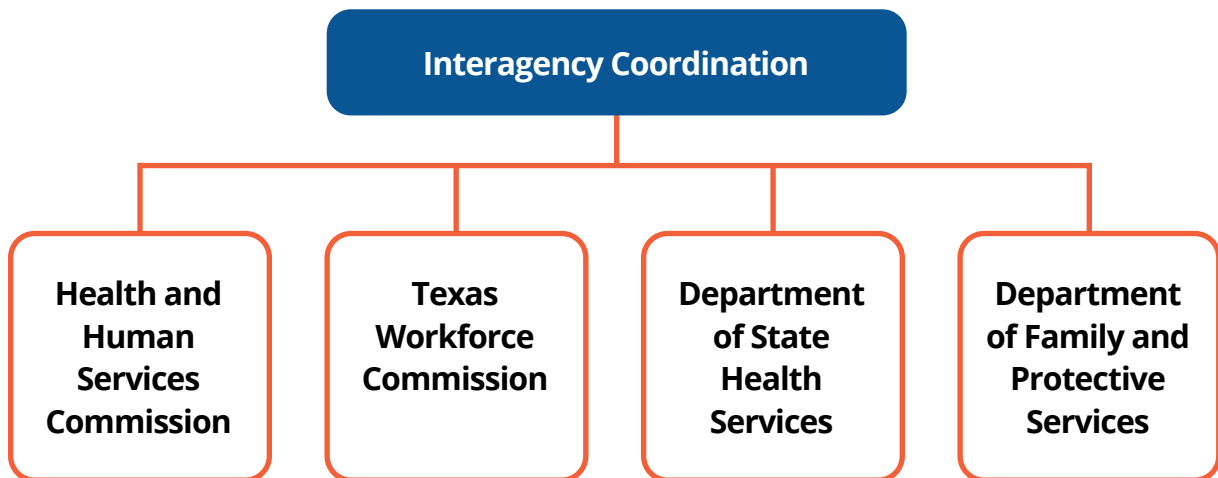 Interagency Coordination
Health and
Human
Services
Commission
Texas
Workforce
Commission
Department
of State
Health
Services
Department
of Family and
Protective
Services